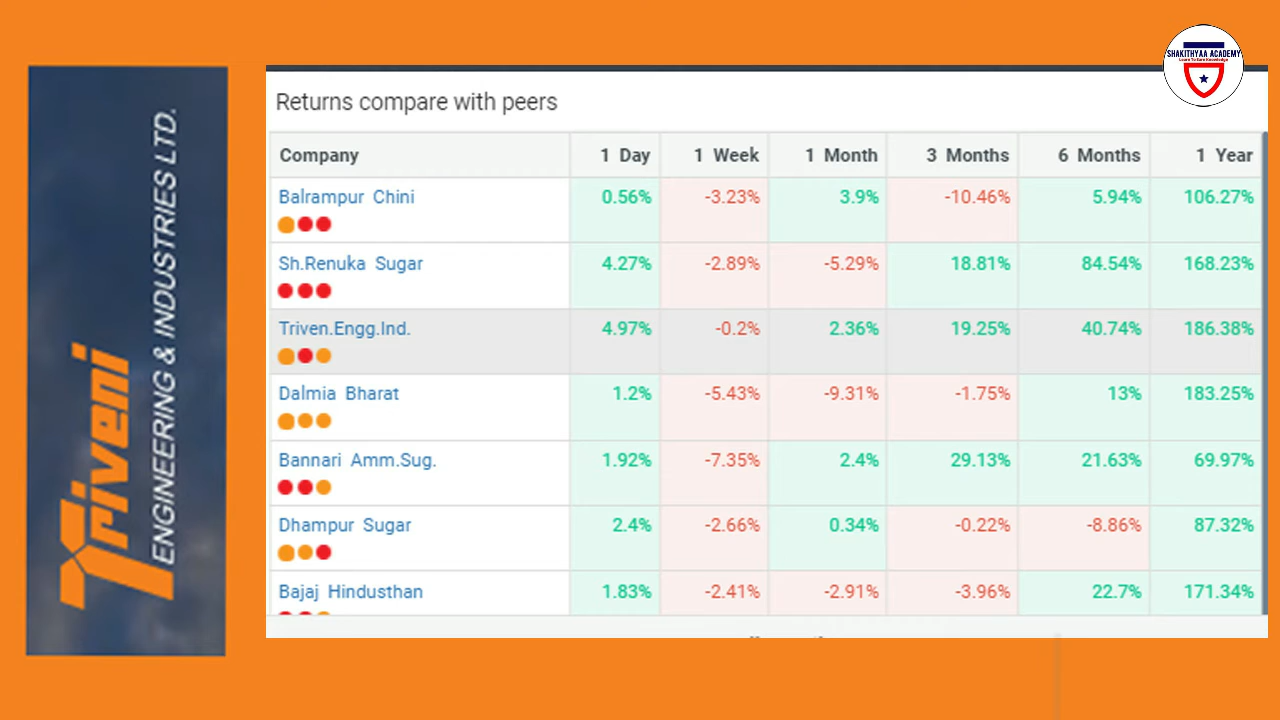 SHAKITHYAA ACADEMY
Learn To Earn Knowledge
Triveni
ENGINEERING & INDUSTRIES LTD.
Returns compare with peers
Company 1 Day 1 Week 1 Month 3 Months 6 Months 1 Year
Balrampur Chini 0.56% -3.23% 3.9% -10.46% 5.94% 106.27%
Sh.Renuka Sugar 4.27% -2.89% -5.29% 18.81% 84.54% 168.23%
Triven.Engg.Ind. 4.97% -0.2% 2.36% 19.25% 40.74% 186.38%
Dalmia Bharat 1.2% -5.43% -9.31% -1.75% 13% 183.25%
Bannari Amm.Sug. 1.92% -7.35% 2.4% 29.13% 21.63% 69.97%
Dhampur Sugar 2.4% -2.66% 0.34% -0.22% -8.86% 87.32%
Bajaj Hindusthan 1.83% -2.41% -2.91% -3.96% 22.7% 171.34%